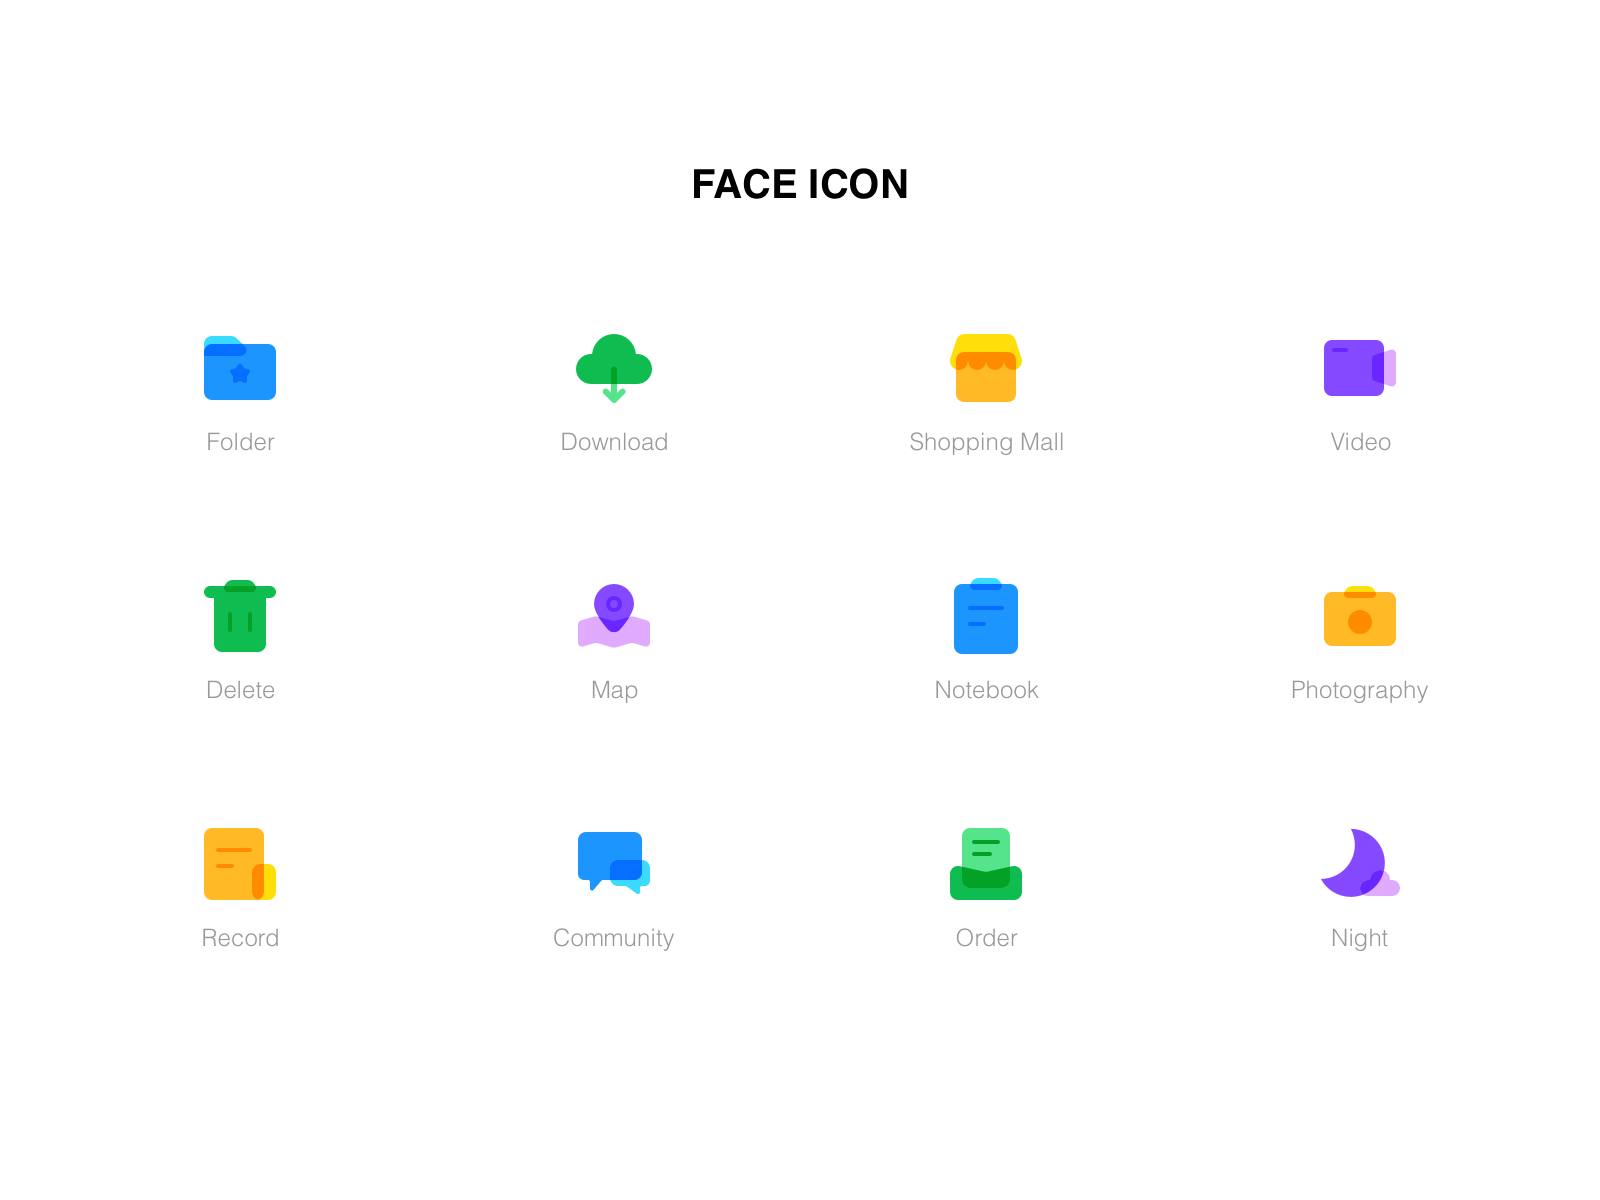 FACE ICON
Folder
Download
Shopping Mall
Video
Delete
Map
Notebook
Photography
Record
Community
Order
Night